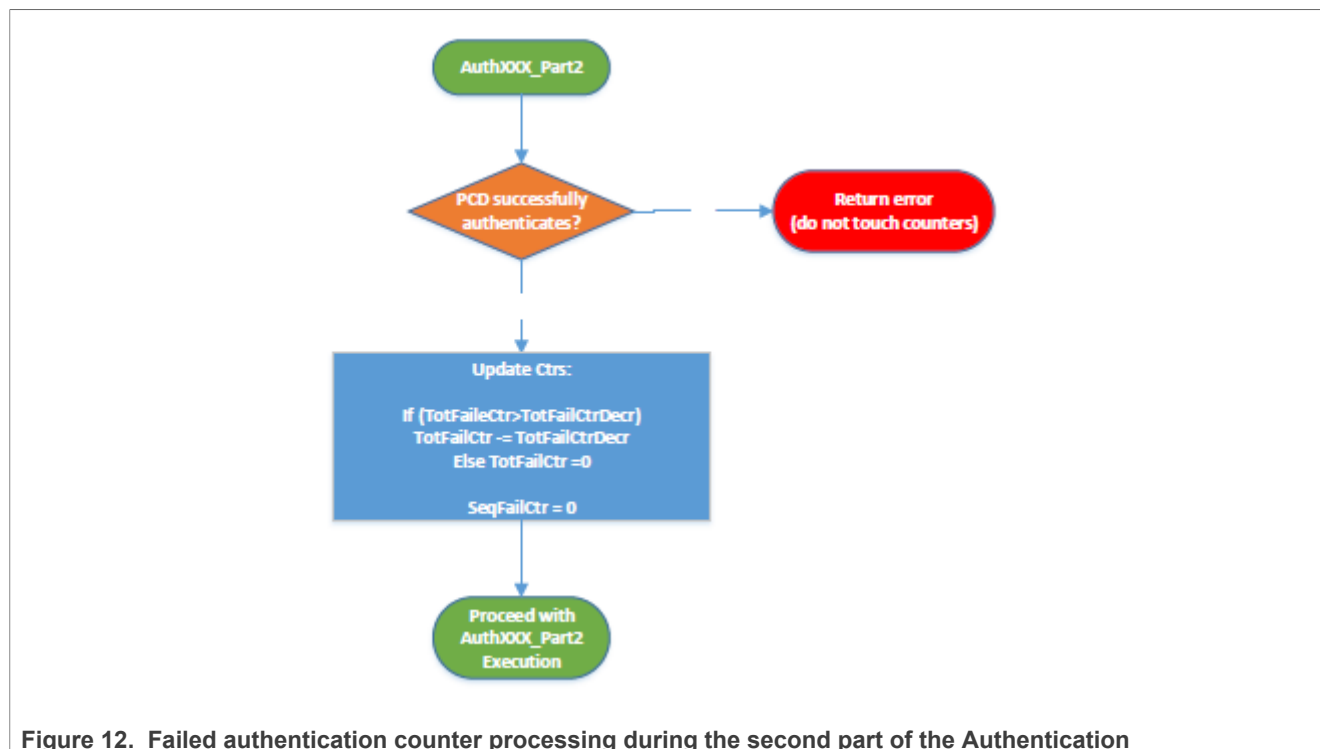 AuthXXX_Part2
PCD successfully
authenticates?
Return error
(do not touch counters)
Update Ctrs:
If (TotFaileCtr>TotFailCtrDecr)
TotFailCtr -= TotFailCtrDecr
Else TotFailCtr =0
SeqFailCtr = 0
Proceed with
AuthXXX_Part2
Execution
Figure 12. Failed authentication counter processing during the second part of the Authentication